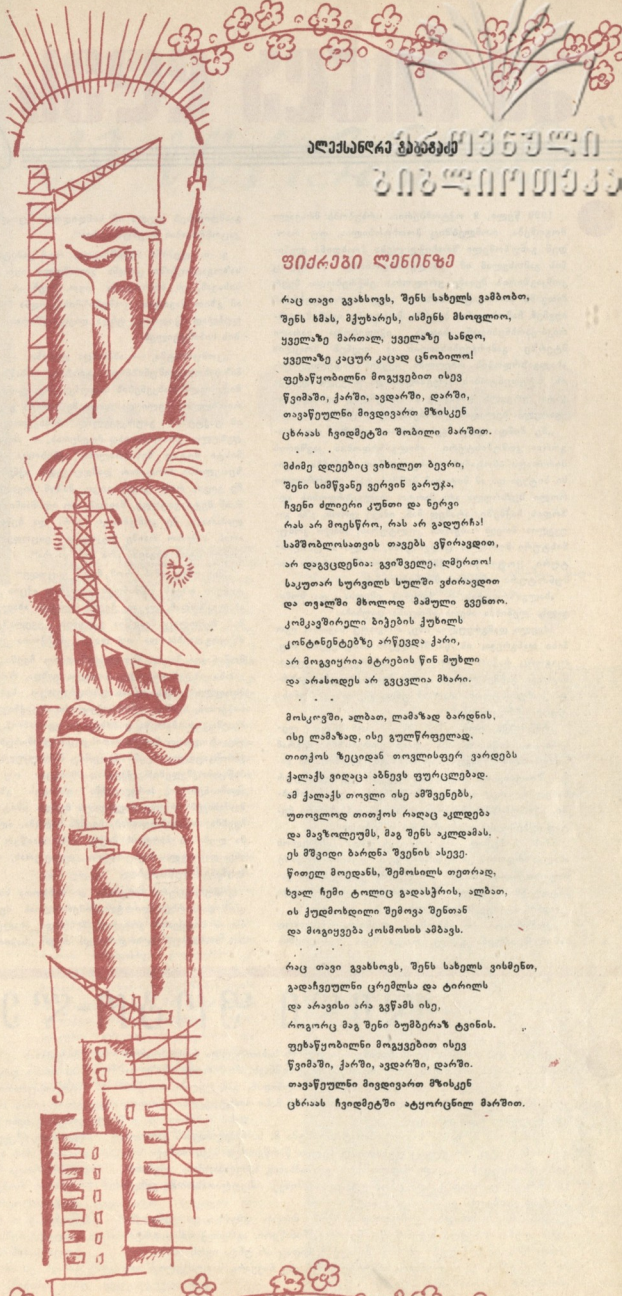 ალექსანდრე გაბაგაძე
ეროვნული
ბიბლიოთეკა
ფიქრები ლენინზე
რაც თავი გვახსოვს, შენს სახელს ვამბობთ,
შენს ხმას, მქუხარეს, ისმენს მსოფლიო,
ყველაზე მართალ, ყველაზე სანდო,
ყველაზე კაცურ კაცად ცნობილო!
ფეხაწყობილნი მოგყვებით ისევ
წვიმაში, ქარში, ავდარში, დარში,
თავაწეულნი მივდივართ მზისკენ
ცხრაას ჩვიდმეტში შობილი მარშით.
. . .
მძიმე დღეებიც ვიხილეთ ბევრი,
შენი სიმწვანე ვერვინ გარუჯა,
ჩვენი ძლიერი კუნთი და ნერვი
რას არ მოესწრო, რას არ გადურჩა!
სამშობლოსათვის თავებს ვწირავდით,
არ დაგვცდენია: გვიშველე, ღმერთო!
საკუთარ სურვილს სულში ვძირავდით
და თვალში მხოლოდ მამული გვენთო.
კომკავშირელი ბიჭების ქუხილს
კონტინენტებზე არწევდა ქარი,
არ მოგვიყრია მტრების წინ მუხლი
და არასოდეს არ გვცვლია მხარი.
. . .
მოსკოვში, ალბათ, ლამაზად ბარდნის,
ისე ლამაზად, ისე გულწრფელად.
თითქოს ზეციდან თოვლისფერ ვარდებს
ქალაქს ვიღაცა აბნევს ფურცლებად.
ამ ქალაქს თოვლი ისე ამშვენებს,
უთოვლოდ თითქოს რაღაც აკლდება
და მავზოლეუმს, მაგ შენს აკლდამას,
ეს მშვიდი ბარდნა შვენის ასევე.
წითელ მოედანს, შემოსილს თეთრად,
ხვალ ჩემი ტოლიც გადასჭრის, ალბათ,
ის ქუდმოხდილი შემოვა შენთან
და მოგიყვება კოსმოსის ამბავს.
. . . .
რაც თავი გვახსოვს, შენს სახელს ვისმენთ,
გადაჩვეულნი ცრემლსა და ტირილს
და არავისი არა გვწამს ისე,
როგორც მაგ შენი ბუმბერაზ ტვინის.
ფეხაწყობილნი მოგყვებით ისევ
წვიმაში, ქარში, ავდარში, დარში.
თავაწეულნი მივდივართ მზისკენ
ცხრაას ჩვიდმეტში ატყორცნილ მარშით.